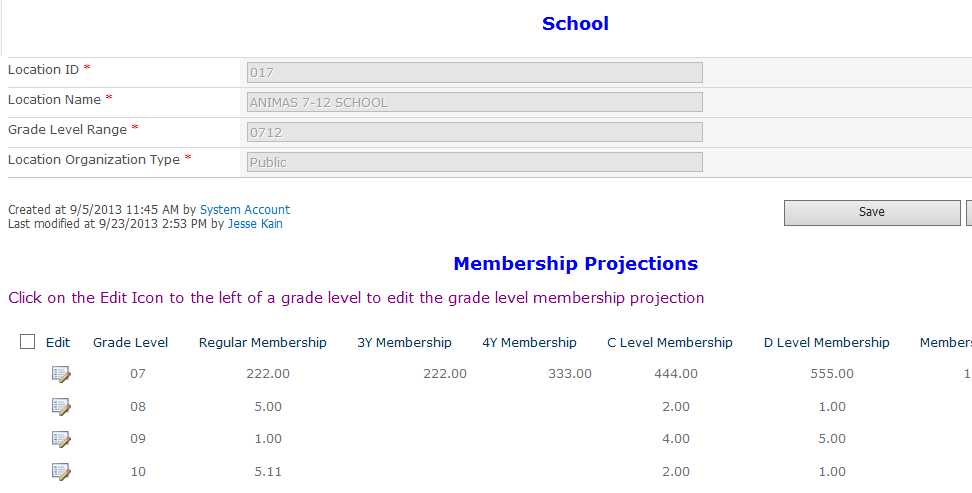 School
Location ID *
017
Location Name *
ANIMAS 7-12 SCHOOL
Grade Level Range *
0712
Location Organization Type *
Public
Created at 9/5/2013 11:45 AM by System Account
Last modified at 9/23/2013 2:53 PM by Jesse Kain
Save
Membership Projections
Click on the Edit Icon to the left of a grade level to edit the grade level membership projection
Edit Grade Level Regular Membership 3Y Membership 4Y Membership C Level Membership D Level Membership Members
07 222.00 222.00 333.00 444.00 555.00 1
08 5.00 2.00 1.00
09 1.00 4.00 5.00
10 5.11 2.00 1.00